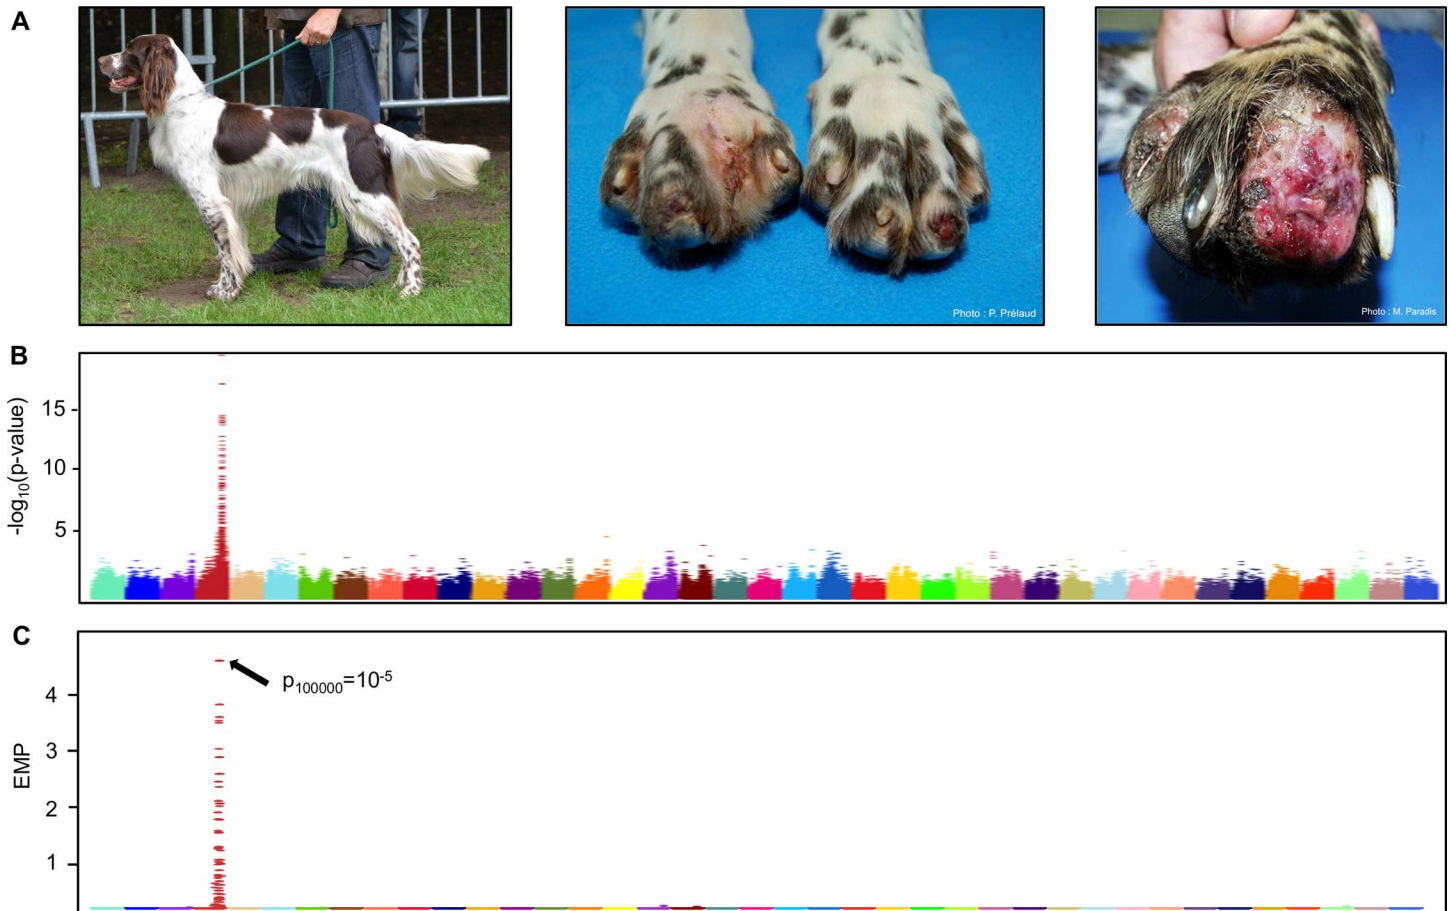 A
Photo : P. Prélaud
Photo : M. Paradis
B
-log10(p-value)
15
10
5
C
p100000=10-5
EMP
4
3
2
1